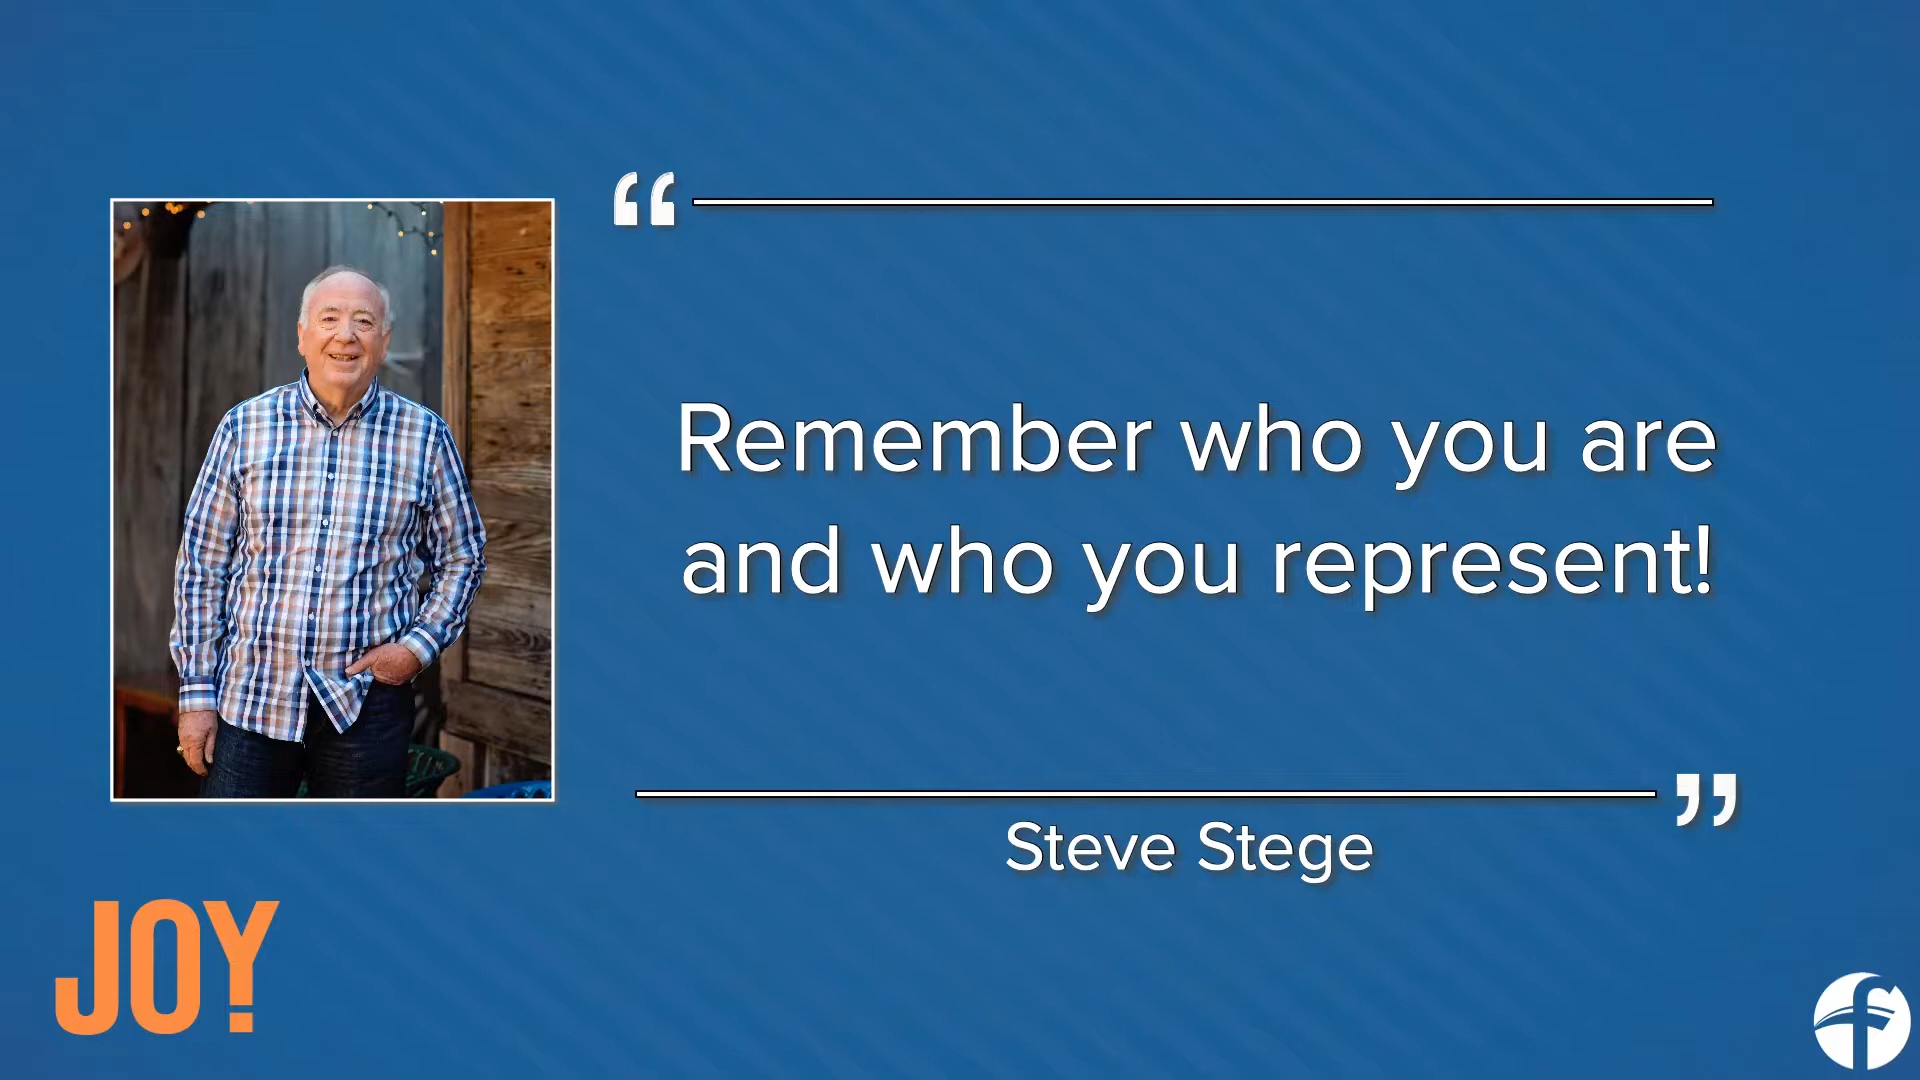 “
Remember who you are
and who you represent!
”
Steve Stege
JOY!
f